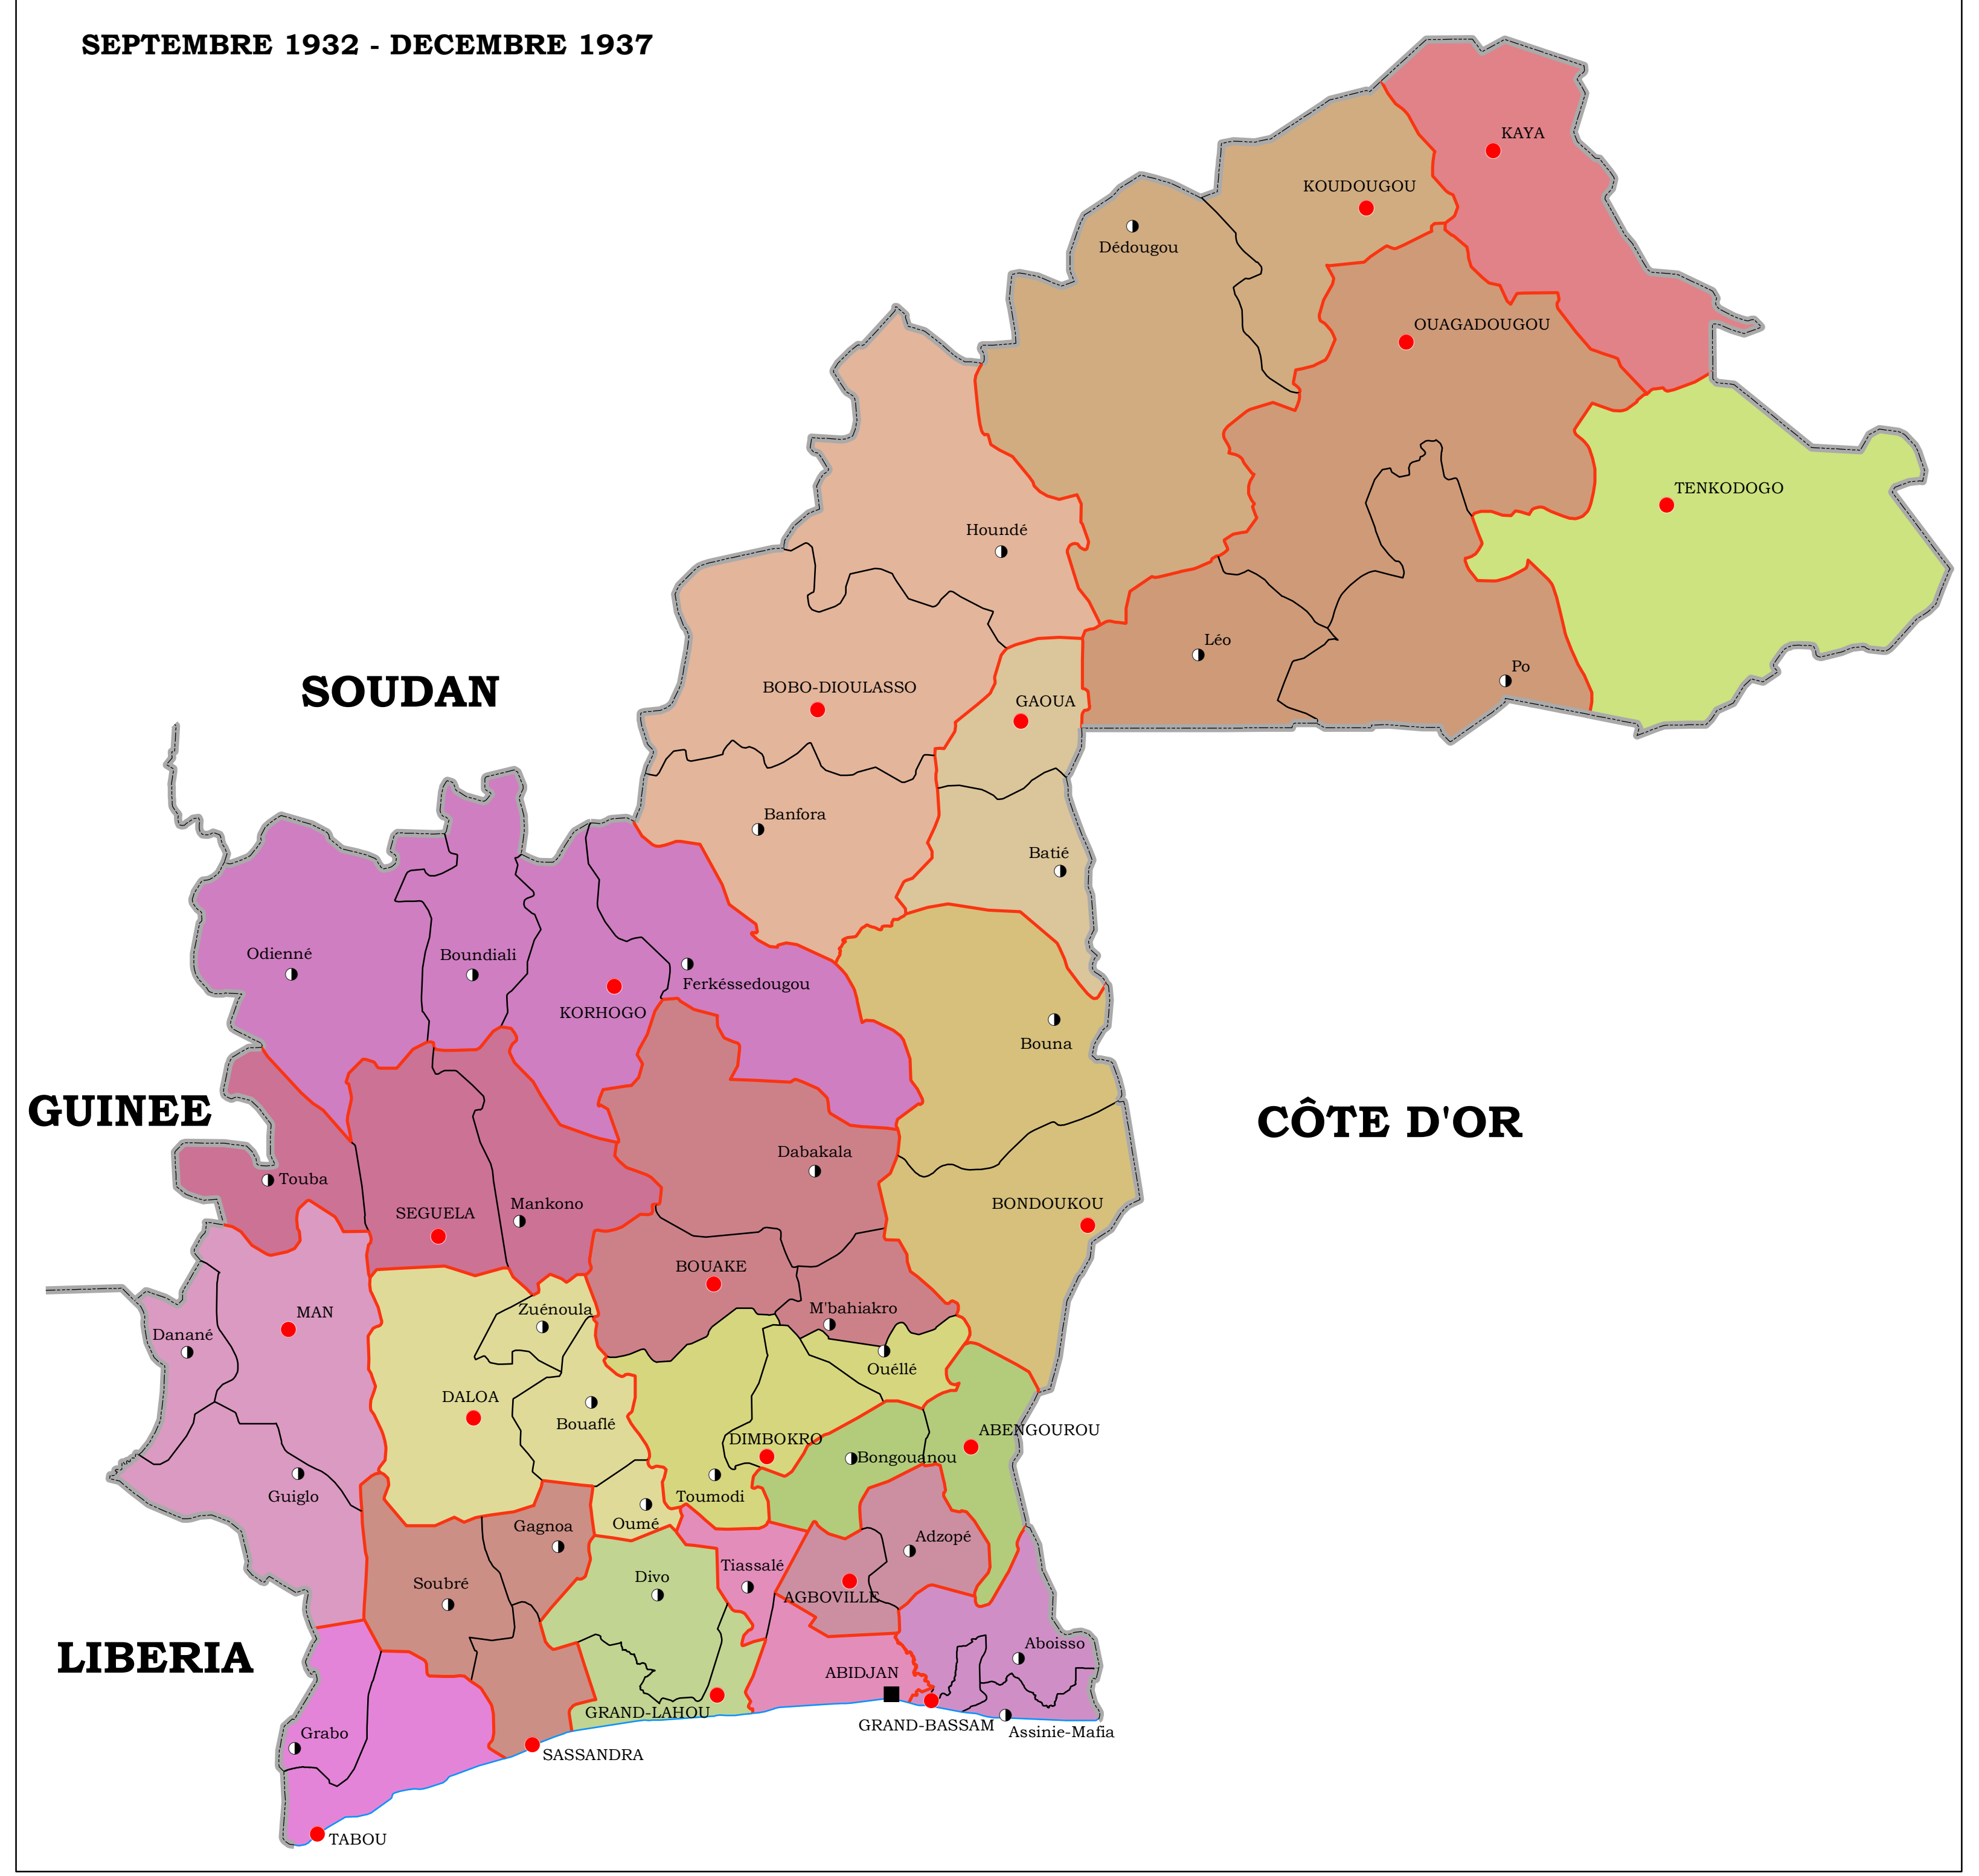 SEPTEMBRE 1932 - DECEMBRE 1937
KAYA
KOUDOUGOU
Dédougou
OUAGADOUGOU
TENKODOGO
Houndé
Léo
Po
SOUDAN
BOBO-DIOULASSO
GAOUA
Banfora
Batié
Odienné
Boundiali
Ferkéssedougou
KORHOGO
Bouna
GUINEE
CÔTE D'OR
Dabakala
Touba
Mankono
BONDOUKOU
SEGUELA
BOUAKE
Zuénoula
M'bahiakro
MAN
Danané
Ouéllé
DALOA
Bouaflé
ABENGOUROU
DIMBOKRO
Bongouanou
Guiglo
Toumodi
Oumé
Gagnoa
Adzopé
Tiassalé
Divo
Soubré
AGBOVILLE
LIBERIA
Aboisso
ABIDJAN
GRAND-LAHOU
GRAND-BASSAM
Assinie-Mafia
Grabo
SASSANDRA
TABOU